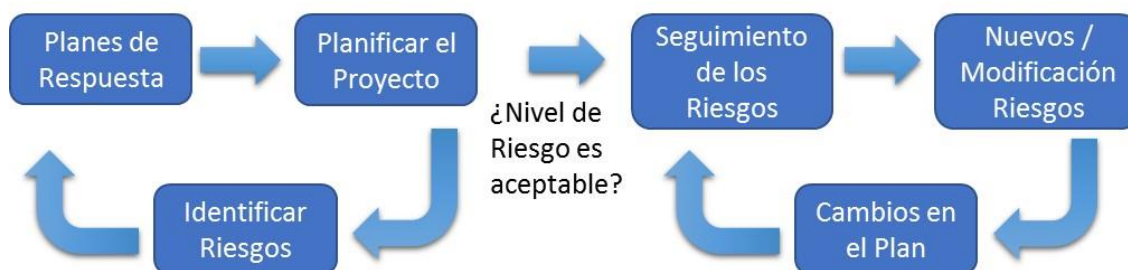 Planes de
Respuesta
Planificar el
Proyecto
¿Nivel de
Riesgo es
aceptable?
Identificar
Riesgos
Seguimiento
de los
Riesgos
Nuevos /
Modificación
Riesgos
Cambios en
el Plan